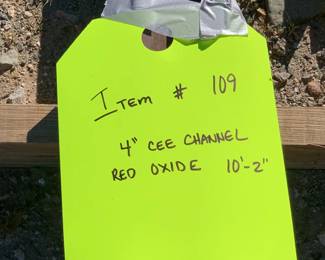 Item # 109
4" CEE CHANNEL
RED OXIDE 10'-2"